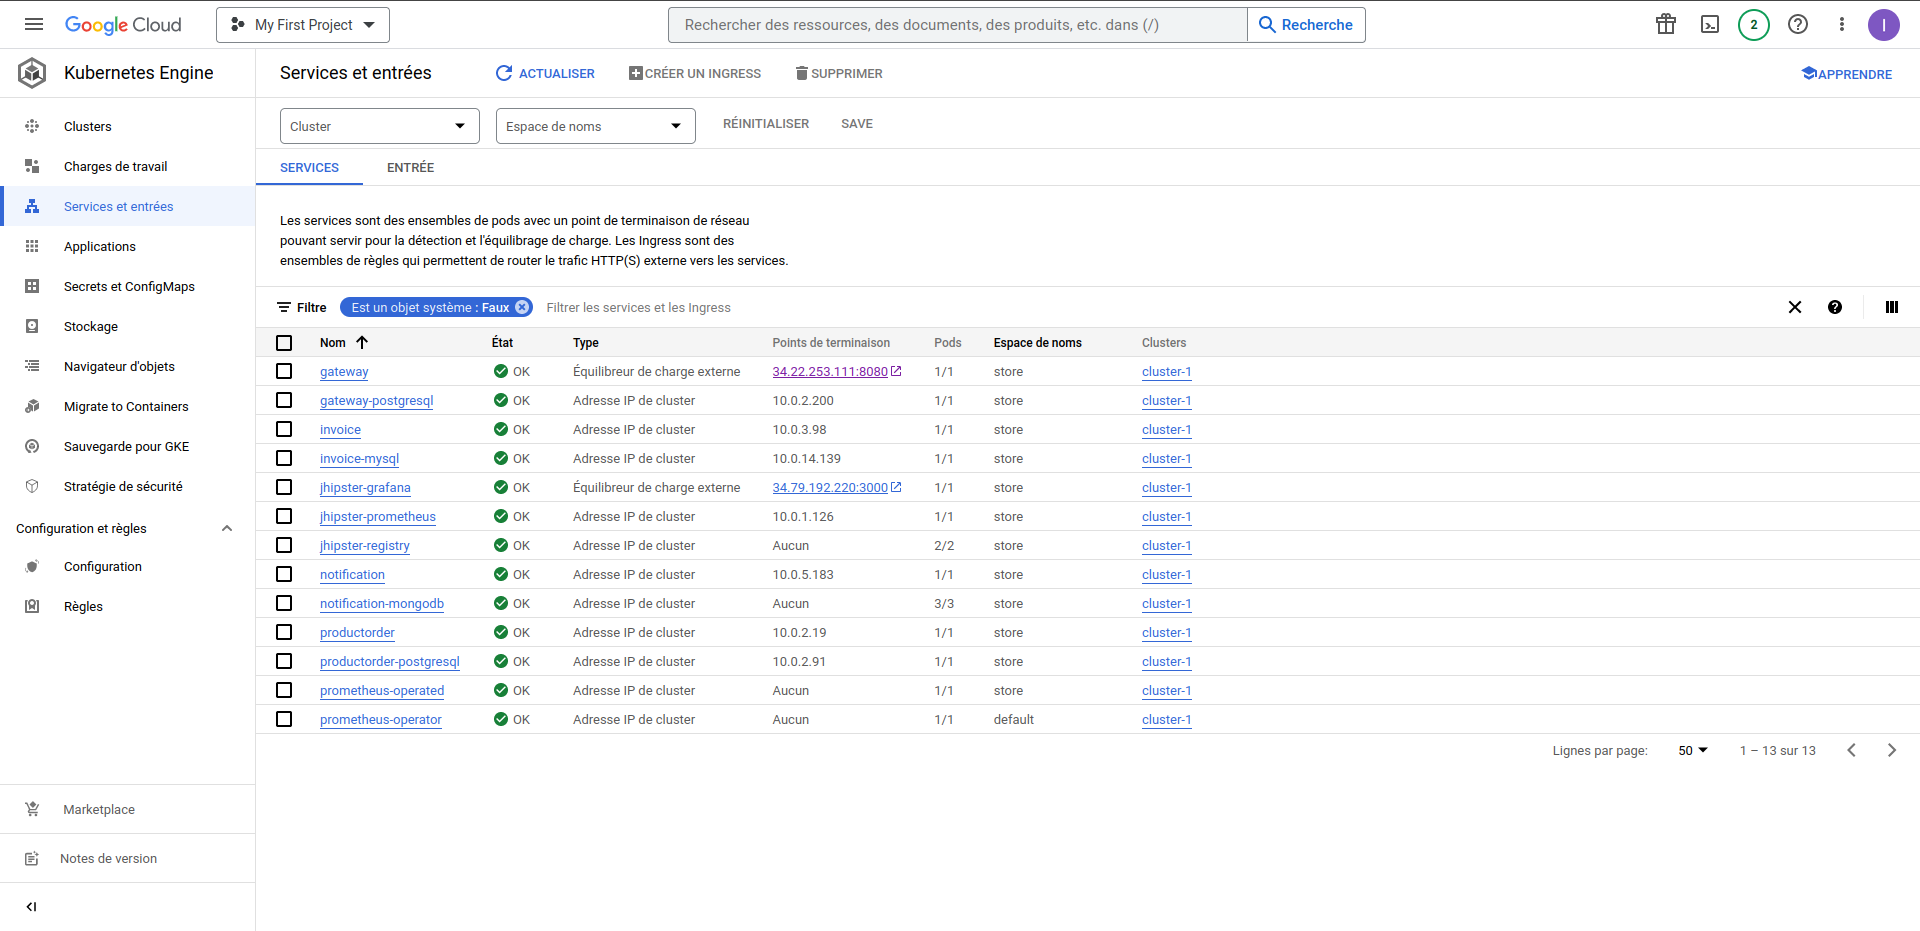 Google Cloud
My First Project
Rechercher des ressources, des documents, des produits, etc. dans (/)
Recherche
2
I
Kubernetes Engine
Services et entrées
ACTUALISER
CRÉER UN INGRESS
SUPPRIMER
APPRENDRE
Clusters
Charges de travail
Services et entrées
Applications
Secrets et ConfigMaps
Stockage
Navigateur d'objets
Migrate to Containers
Sauvegarde pour GKE
Stratégie de sécurité
Configuration et règles
Configuration
Règles
Marketplace
Notes de version
Cluster
Espace de noms
RÉINITIALISER
SAVE
SERVICES
ENTRÉE
Les services sont des ensembles de pods avec un point de terminaison de réseau
pouvant servir pour la détection et l'équilibrage de charge. Les Ingress sont des
ensembles de règles qui permettent de router le trafic HTTP(S) externe vers les services.
Filtre
Est un objet système : Faux
Filtrer les services et les Ingress
Nom État Type Points de terminaison Pods Espace de noms Clusters
gateway OK Équilibreur de charge externe 34.22.253.111:8080 1/1 store cluster-1
gateway-postgresql OK Adresse IP de cluster 10.0.2.200 1/1 store cluster-1
invoice OK Adresse IP de cluster 10.0.3.98 1/1 store cluster-1
invoice-mysql OK Adresse IP de cluster 10.0.14.139 1/1 store cluster-1
jhipster-grafana OK Équilibreur de charge externe 34.79.192.220:3000 1/1 store cluster-1
jhipster-prometheus OK Adresse IP de cluster 10.0.1.126 1/1 store cluster-1
jhipster-registry OK Adresse IP de cluster Aucun 2/2 store cluster-1
notification OK Adresse IP de cluster 10.0.5.183 1/1 store cluster-1
notification-mongodb OK Adresse IP de cluster Aucun 3/3 store cluster-1
productorder OK Adresse IP de cluster 10.0.2.19 1/1 store cluster-1
productorder-postgresql OK Adresse IP de cluster 10.0.2.91 1/1 store cluster-1
prometheus-operated OK Adresse IP de cluster Aucun 1/1 store cluster-1
prometheus-operator OK Adresse IP de cluster Aucun 1/1 default cluster-1
Lignes par page: 50 1 – 13 sur 13